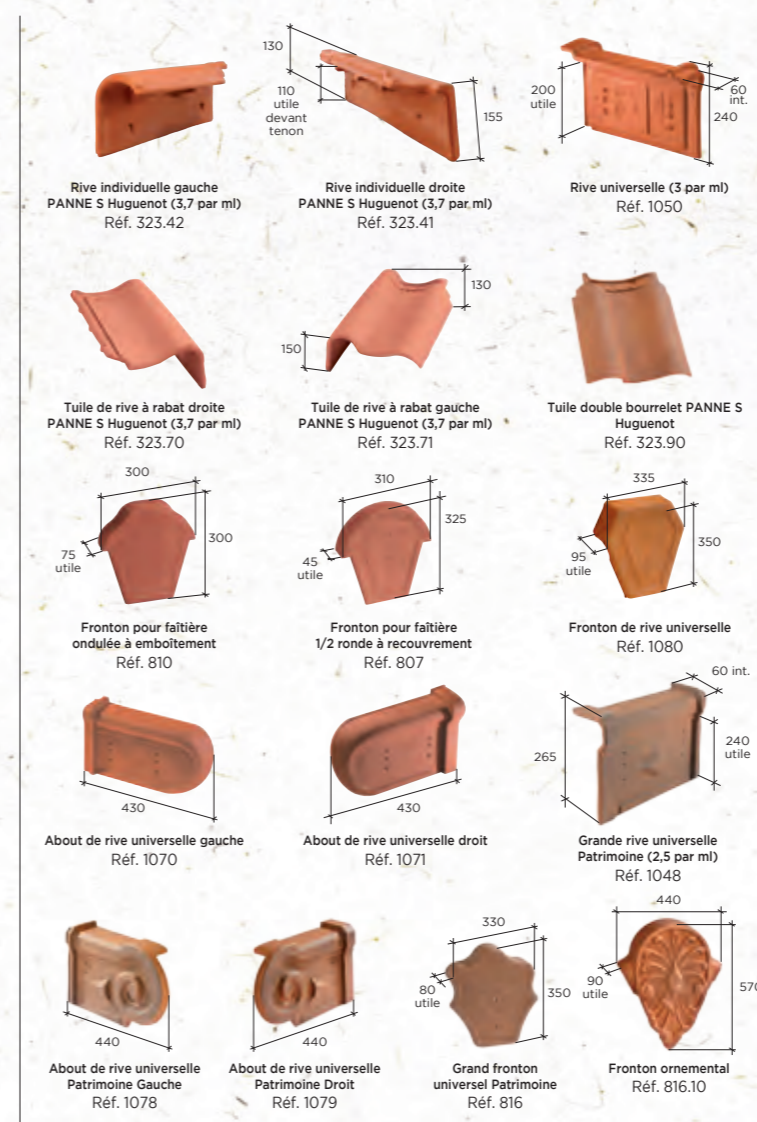 130
110
utile
devant
tenon
155
200
utile
60
int.
240
Rive individuelle gauche
PANNE S Huguenot (3,7 par ml)
Réf. 323.42
Rive individuelle droite
PANNE S Huguenot (3,7 par ml)
Réf. 323.41
Rive universelle (3 par ml)
Réf. 1050
130
150
Tuile de rive à rabat droite
PANNE S Huguenot (3,7 par ml)
Réf. 323.70
Tuile de rive à rabat gauche
PANNE S Huguenot (3,7 par ml)
Réf. 323.71
Tuile double bourrelet PANNE S
Huguenot
Réf. 323.90
300
300
75
utile
310
325
45
utile
335
350
95
utile
Fronton pour faîtière
ondulée à emboîtement
Réf. 810
Fronton pour faîtière
1/2 ronde à recouvrement
Réf. 807
Fronton de rive universelle
Réf. 1080
430
430
60 int.
265
240
utile
About de rive universelle gauche
Réf. 1070
About de rive universelle droit
Réf. 1071
Grande rive universelle
Patrimoine (2,5 par ml)
Réf. 1048
440
440
330
80
utile
350
440
90
utile
570
About de rive universelle
Patrimoine Gauche
Réf. 1078
About de rive universelle
Patrimoine Droit
Réf. 1079
Grand fronton
universel Patrimoine
Réf. 816
Fronton ornemental
Réf. 816.10